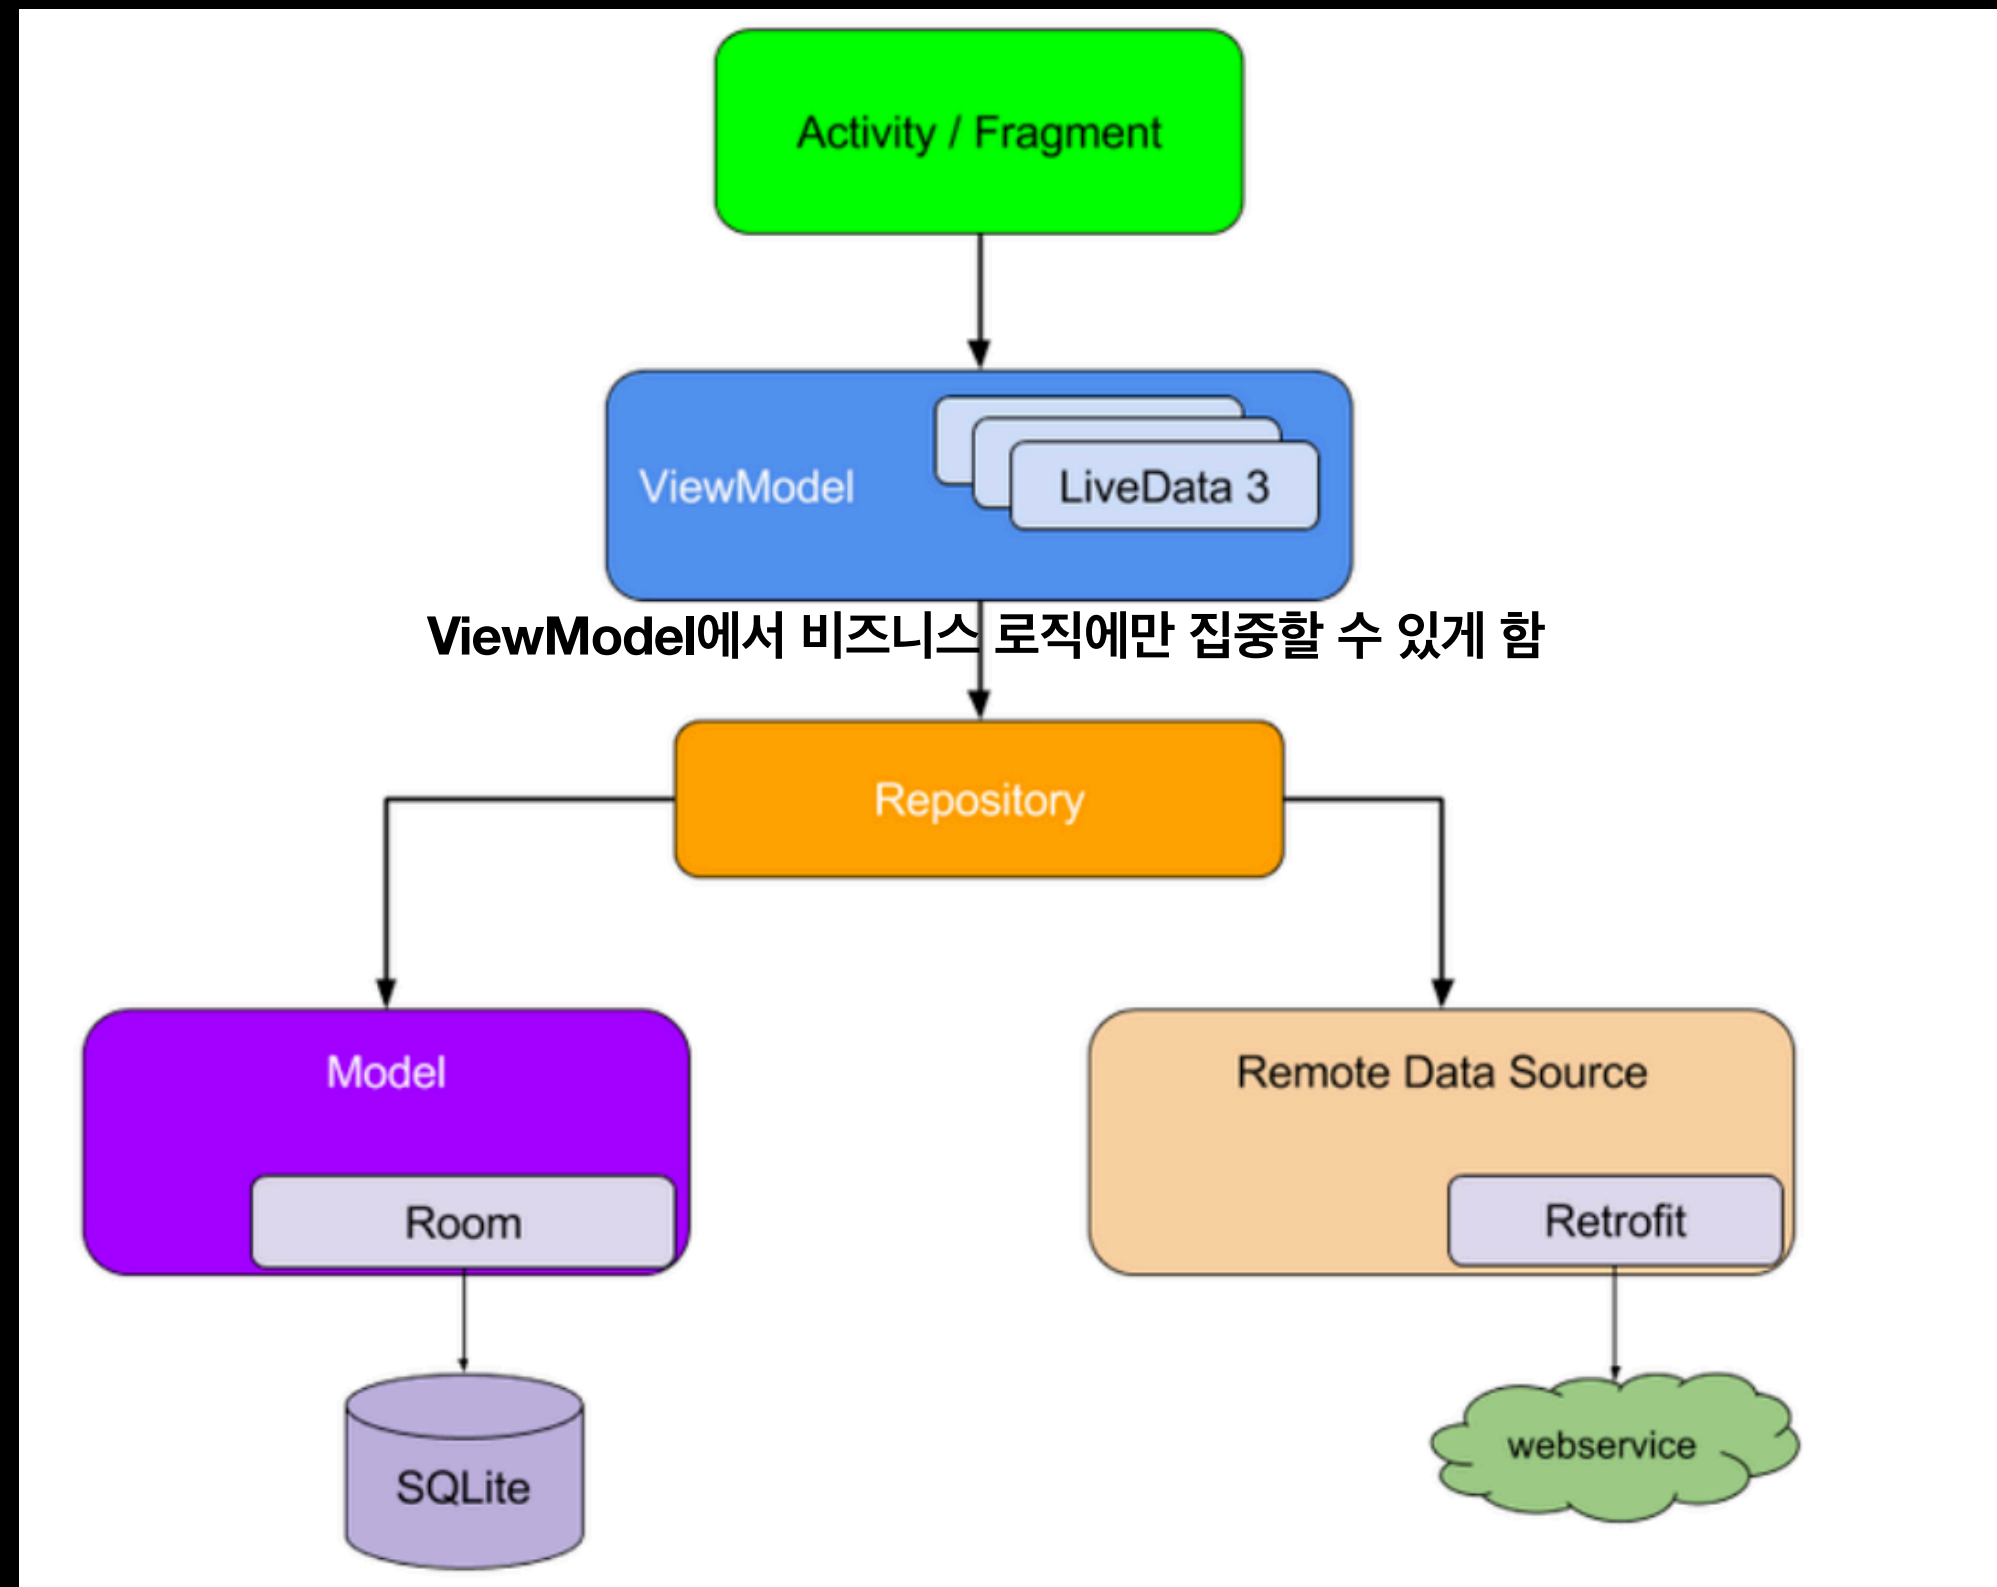 Activity / Fragment
ViewModel
LiveData 3
ViewModel에서 비즈니스 로직에만 집중할 수 있게 함
Repository
Model
Remote Data Source
Room
Retrofit
SQLite
webservice